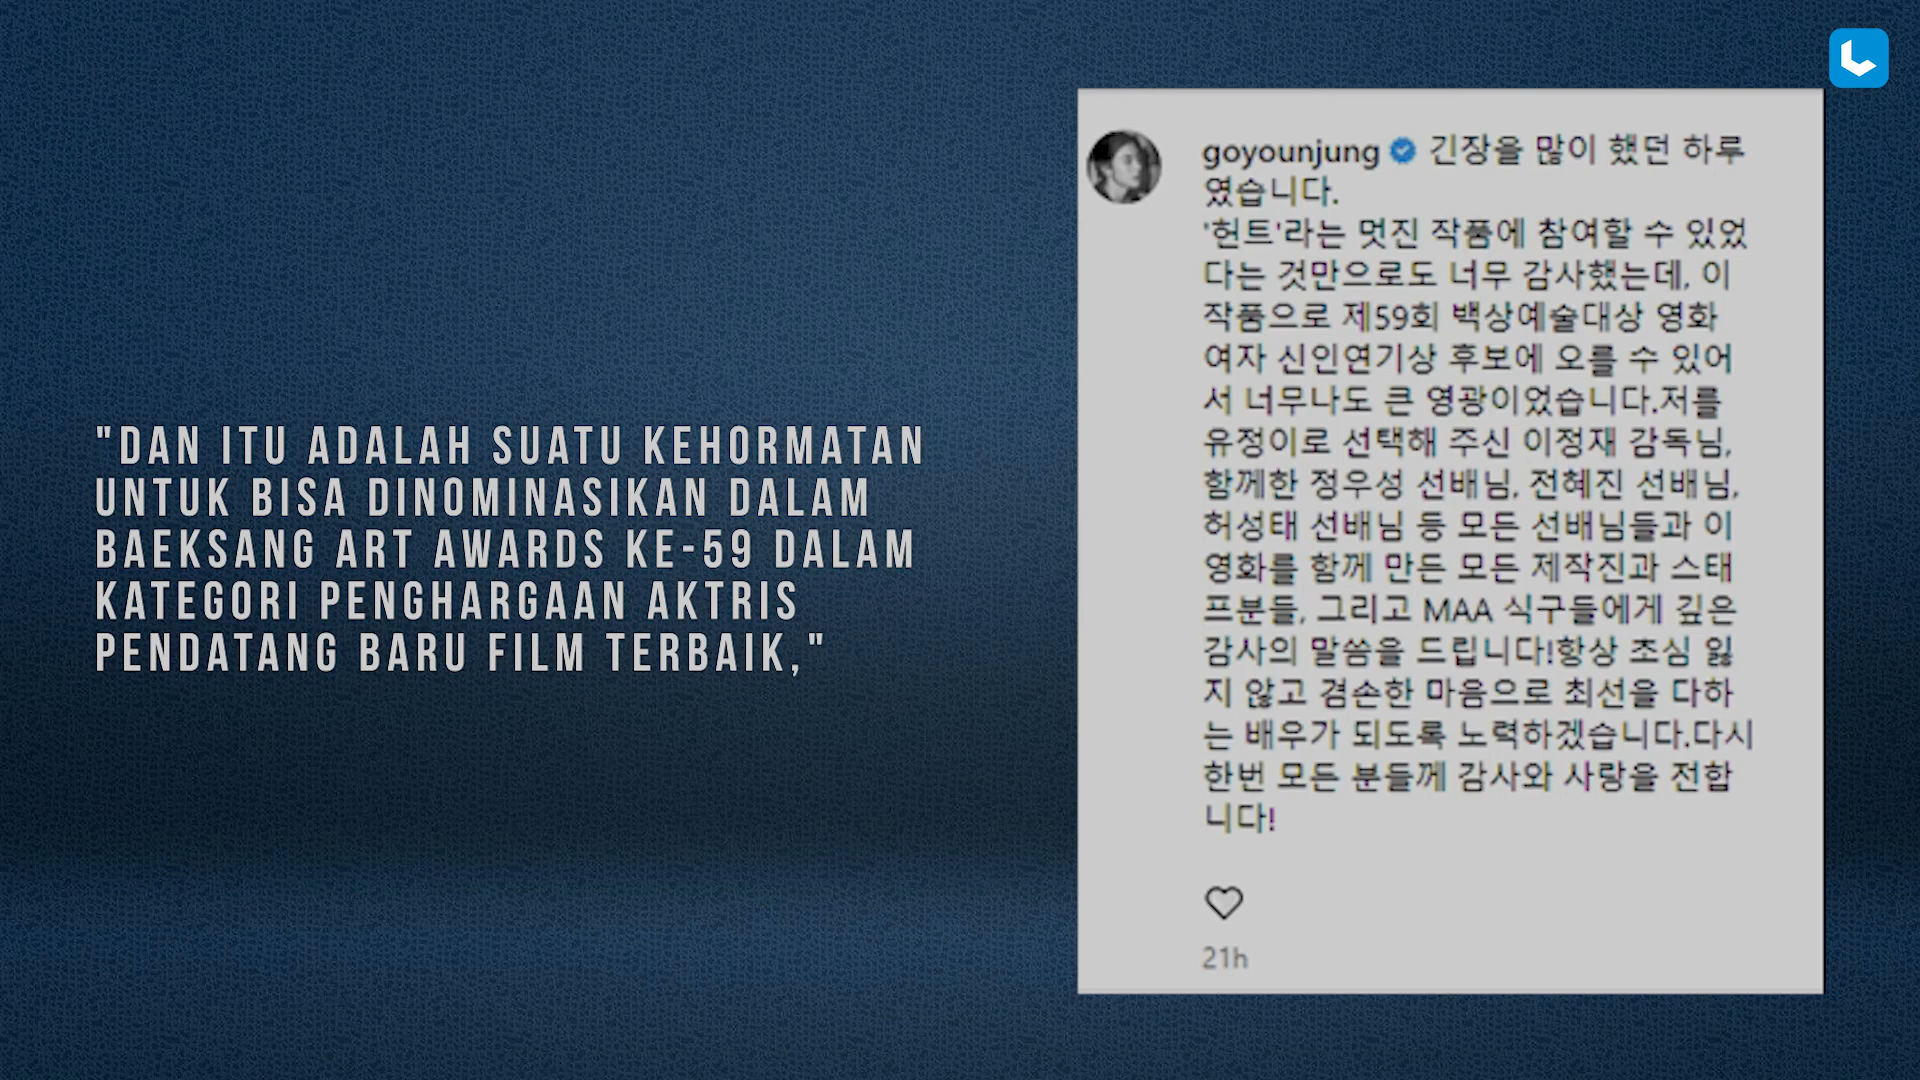 "DAN ITU ADALAH SUATU KEHORMATAN
UNTUK BISA DINOMINASIKAN DALAM
BAEKSANG ART AWARDS KE-59 DALAM
KATEGORI PENGHARGAAN AKTRIS
PENDATANG BARU FILM TERBAIK,"
goyounjung 긴장을 많이 했던 하루
였습니다.
'헌트'라는 멋진 작품에 참여할 수 있었
다는 것만으로도 너무 감사했는데, 이
작품으로 제59회 백상예술대상 영화
여자 신인연기상 후보에 오를 수 있어
서 너무나도 큰 영광이었습니다.저를
유정이로 선택해 주신 이정재 감독님,
함께한 정우성 선배님, 전혜진 선배님,
허성태 선배님 등 모든 선배님들과 이
영화를 함께 만든 모든 제작진과 스태
프분들, 그리고 MAA 식구들에게 깊은
감사의 말씀을 드립니다!항상 초심 잃
지 않고 겸손한 마음으로 최선을 다하
는 배우가 되도록 노력하겠습니다.다시
한번 모든 분들께 감사와 사랑을 전합
니다!
21h